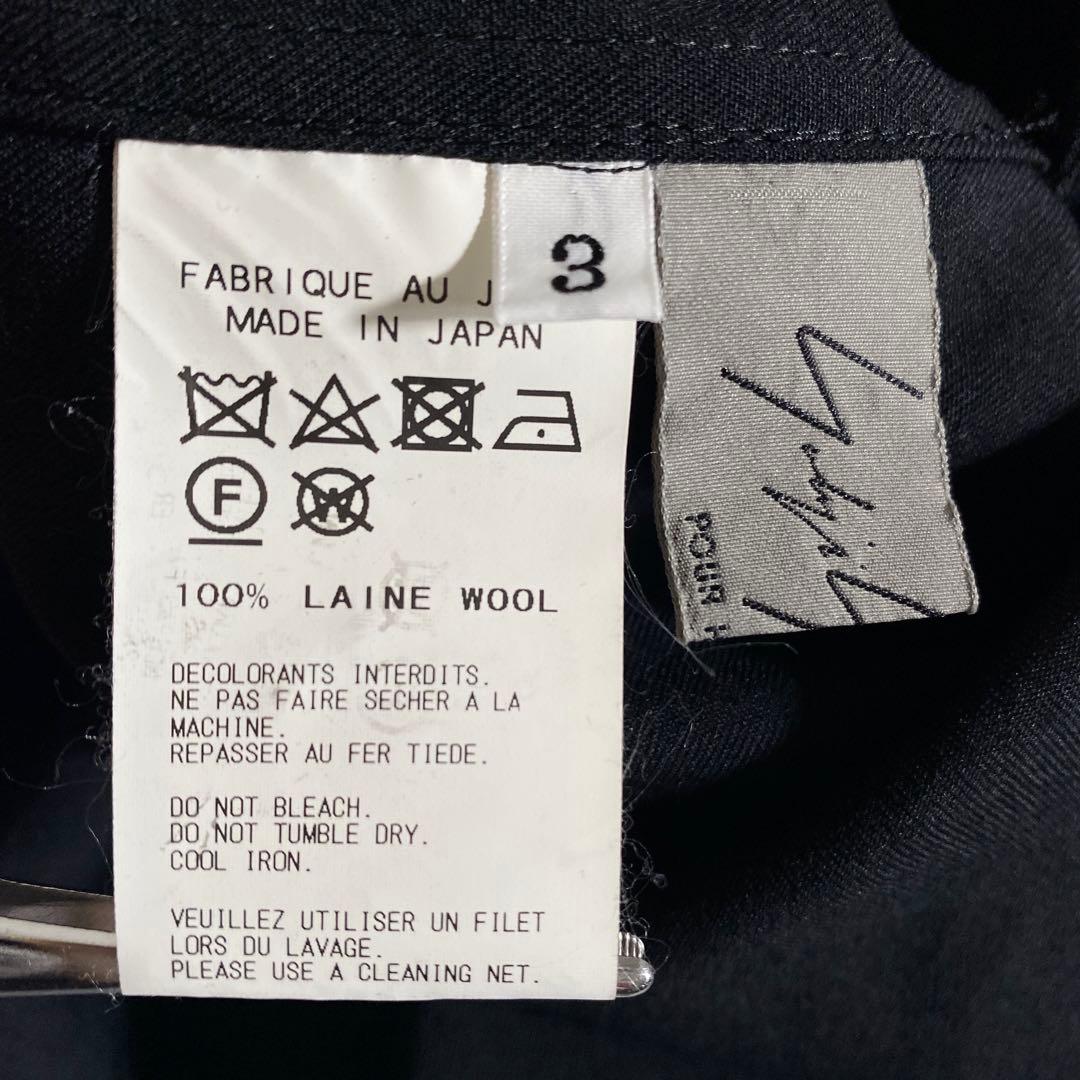 FABRIQUE AU J
MADE IN JAPAN
F
W
100% LAINE WOOL
DECOLORANTS INTERDITS.
NE PAS FAIRE SECHER A LA
MACHINE.
REPASSER AU FER TIEDE.
DO NOT BLEACH.
DO NOT TUMBLE DRY.
COOL IRON.
VEUILLEZ UTILISER UN FILET
LORS DU LAVAGE.
PLEASE USE A CLEANING NET.
3
POUR H